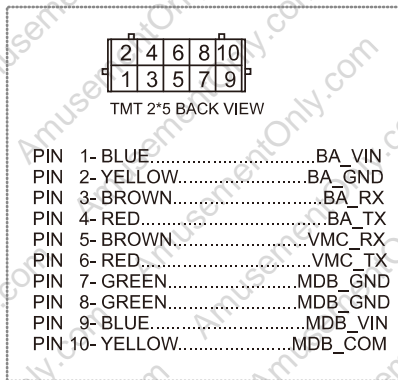 2 4 6 8 10
1 3 5 7 9
TMT 2*5 BACK VIEW
PIN 1- BLUE..............................BA_VIN
PIN 2- YELLOW.........................BA_GND
PIN 3- BROWN............................BA_RX
PIN 4- RED..................................BA_TX
PIN 5- BROWN.........................VMC_RX
PIN 6- RED...............................VMC_TX
PIN 7- GREEN.......................MDB_GND
PIN 8- GREEN.......................MDB_GND
PIN 9- BLUE...........................MDB_VIN
PIN 10- YELLOW....................MDB_COM
AmusementOnly.com